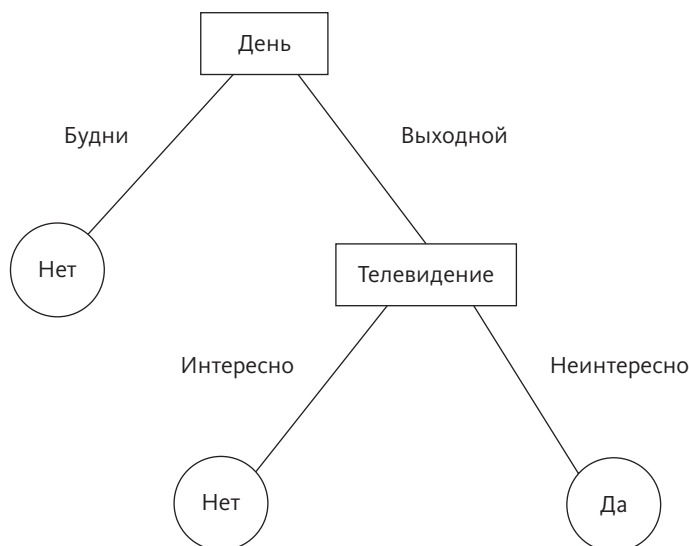 День
Будни
Выходной
Нет
Телевидение
Интересно
Неинтересно
Нет
Да